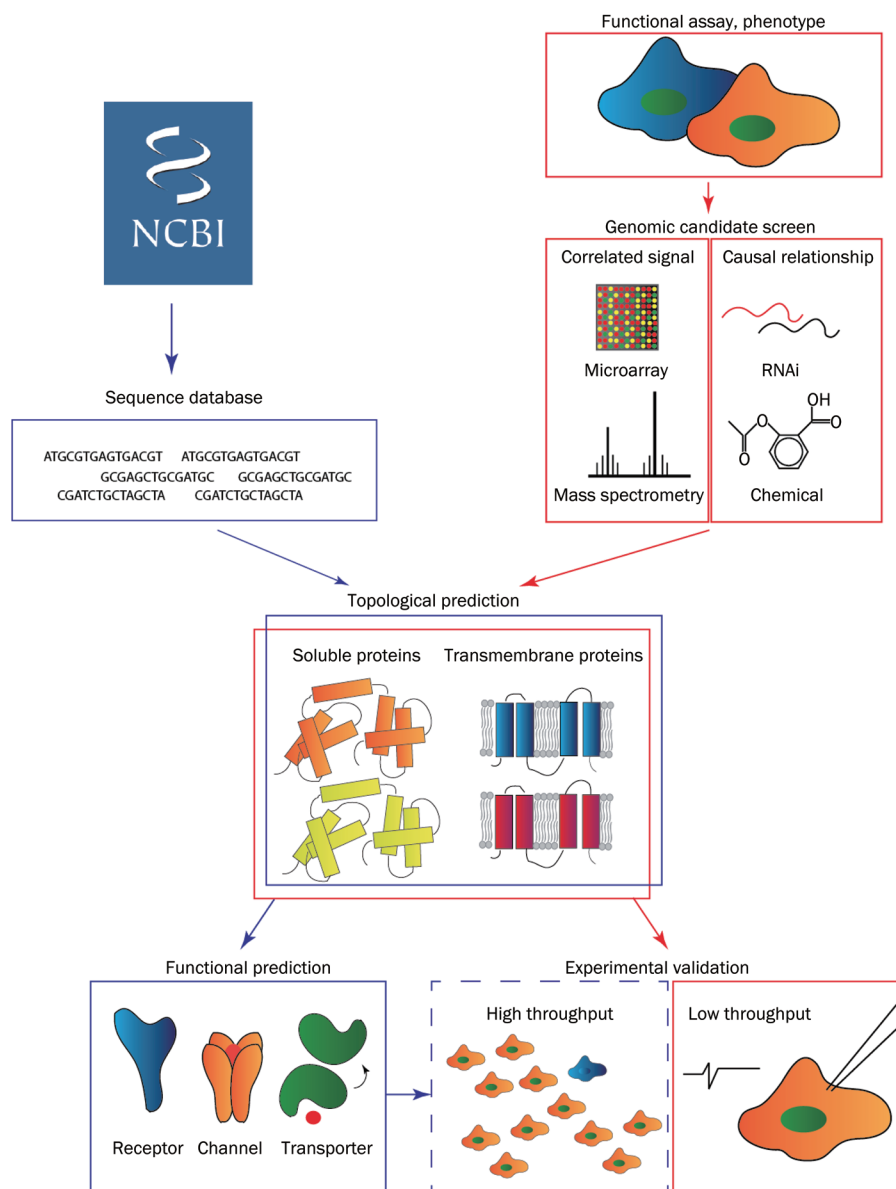 Functional assay, phenotype
NCBI
Genomic candidate screen
Correlated signal
Causal relationship
Microarray
RNAi
OH
O
O
O
Mass spectrometry
Chemical
Sequence database
ATGCGTGAGTGACGT ATGCGTGAGTGACGT
GCGAGCTGCGATGC GCGAGCTGCGATGC
CGATCTGCTAGCTA CGATCTGCTAGCTA
Topological prediction
Soluble proteins
Transmembrane proteins
Functional prediction
Receptor
Channel
Transporter
Experimental validation
High throughput
Low throughput